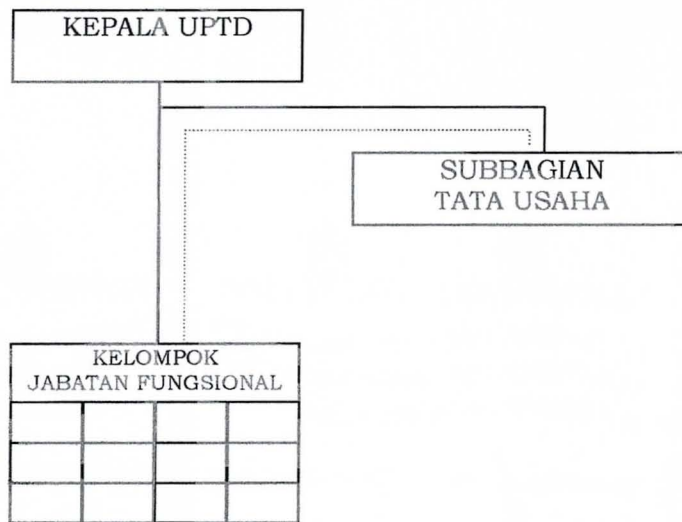 KEPALA UPTD
SUBBAGIAN
TATA USAHA
KELOMPOK
JABATAN FUNGSIONAL